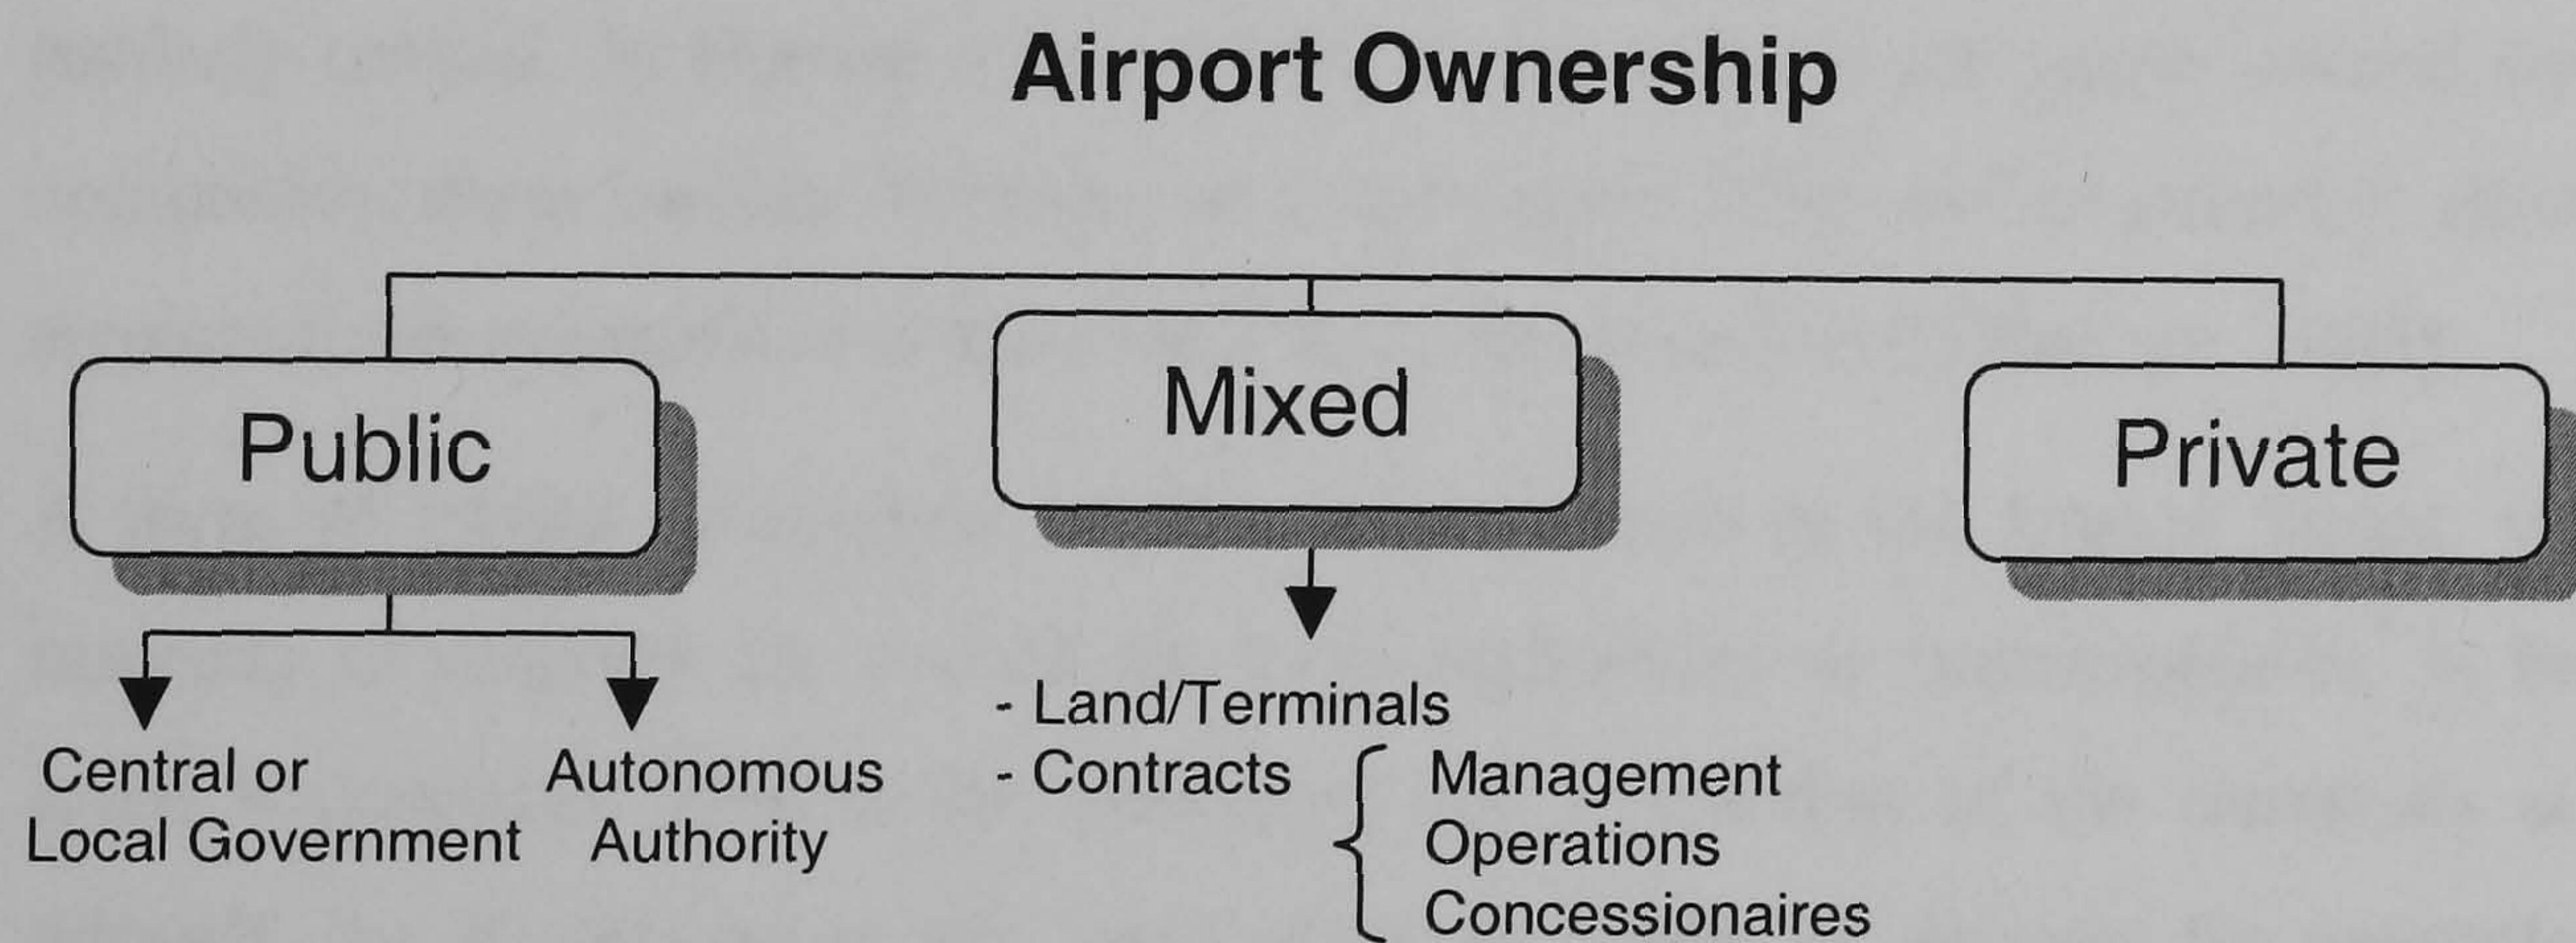 Airport Ownership
Public
Mixed
Private
Central or
Local Government
Autonomous
Authority
- Land/Terminals
- Contracts
Management
Operations
Concessionaires